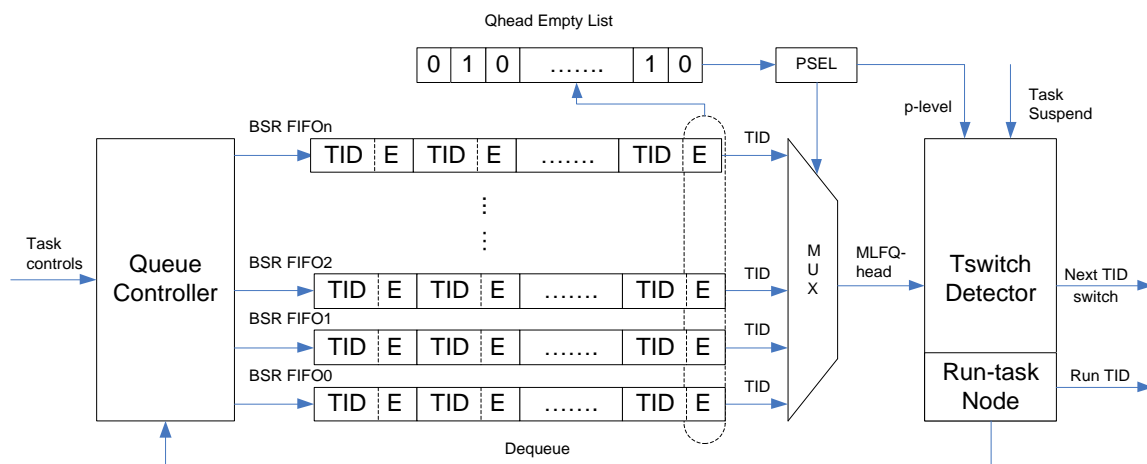 Qhead Empty List
0 1 0 ……. 1 0
PSEL
p-level
Task
Suspend
BSR FIFOn
TID E TID E ……. TID E
TID
Task
controls
Queue
Controller
BSR FIFO2
TID E TID E ……. TID E
TID
BSR FIFO1
TID E TID E ……. TID E
TID
BSR FIFO0
TID E TID E ……. TID E
TID
Dequeue
MUX
MLFQ-
head
Tswitch
Detector
Next TID
switch
Run-task
Node
Run TID